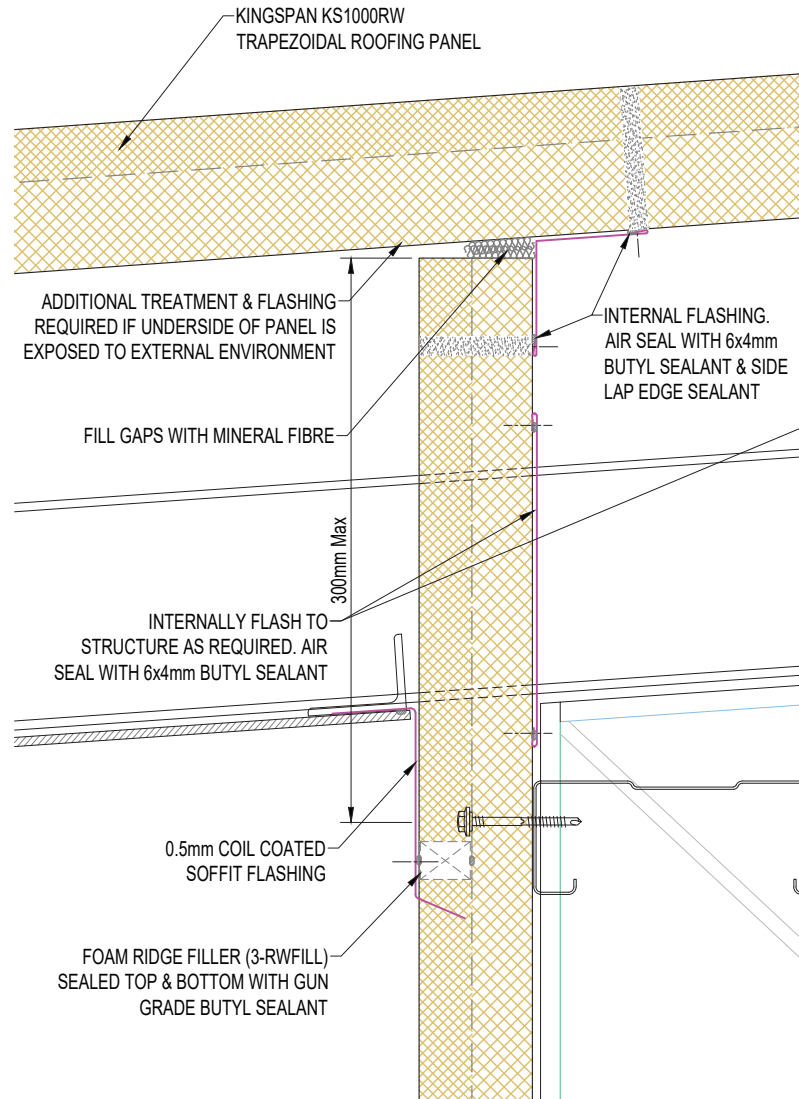 KINGSPAN KS1000RW
TRAPEZOIDAL ROOFING PANEL
ADDITIONAL TREATMENT & FLASHING
REQUIRED IF UNDERSIDE OF PANEL IS
EXPOSED TO EXTERNAL ENVIRONMENT
INTERNAL FLASHING.
AIR SEAL WITH 6x4mm
BUTYL SEALANT & SIDE
LAP EDGE SEALANT
FILL GAPS WITH MINERAL FIBRE
300mm Max
INTERNALLY FLASH TO
STRUCTURE AS REQUIRED. AIR
SEAL WITH 6x4mm BUTYL SEALANT
0.5mm COIL COATED
SOFFIT FLASHING
FOAM RIDGE FILLER (3-RWFILL)
SEALED TOP & BOTTOM WITH GUN
GRADE BUTYL SEALANT